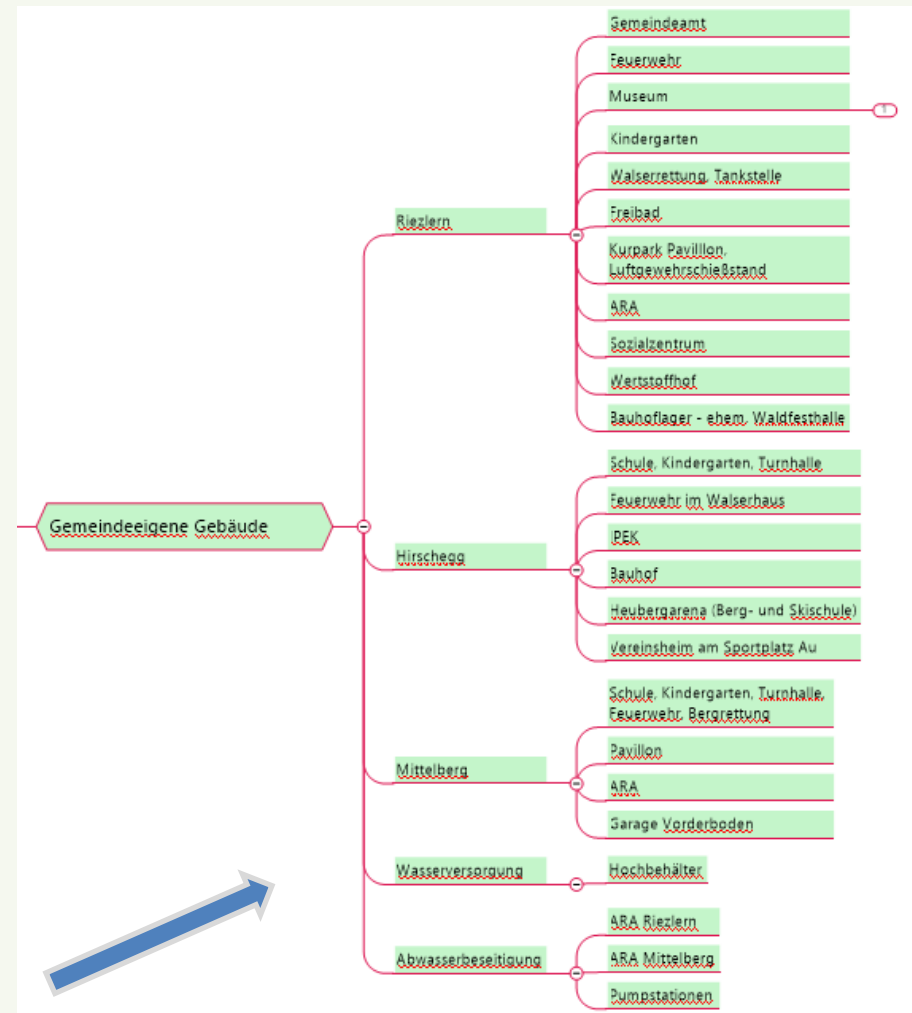 Gemeindeeigene Gebäude
Riezlern
Gemeindeamt
Feuerwehr
Museum
1
Kindergarten
Walserrettung, Tankstelle
Freibad
Kurpark Pavilllon,
Luftgewehrschießstand
ARA
Sozialzentrum
Wertstoffhof
Bauhoflager - ehem. Waldfesthalle
Hirschegg
Schule, Kindergarten, Turnhalle
Feuerwehr im Walserhaus
IPEK
Bauhof
Heubergarena (Berg- und Skischule)
Vereinsheim am Sportplatz Au
Mittelberg
Schule, Kindergarten, Turnhalle,
Feuerwehr, Bergrettung
Pavillon
ARA
Garage Vorderboden
Wasserversorgung
Hochbehälter
Abwasserbeseitigung
ARA Riezlern
ARA Mittelberg
Pumpstationen